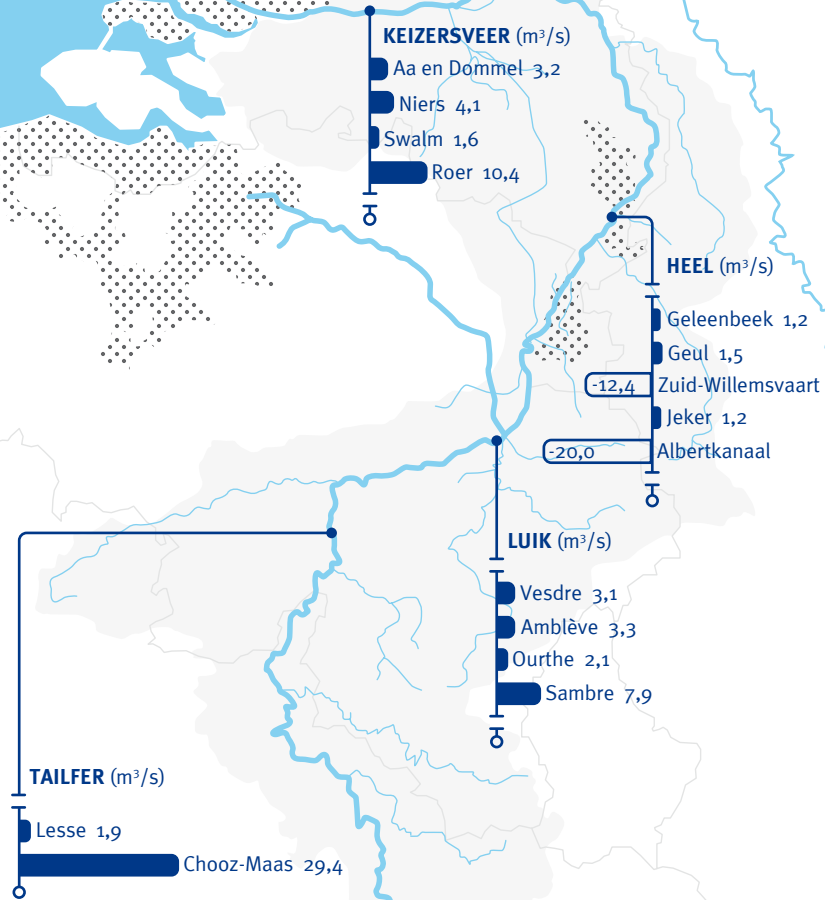 KEIZERSVEER (m³/s)
Aa en Dommel 3,2
Niers 4,1
Swalm 1,6
Roer 10,4
HEEL (m³/s)
Geleenbeek 1,2
Geul 1,5
-12,4 Zuid-Willemsvaart
Jeker 1,2
-20,0 Albertkanaal
LUIK (m³/s)
Vesdre 3,1
Amblève 3,3
Ourthe 2,1
Sambre 7,9
TAILFER (m³/s)
Lesse 1,9
Chooz-Maas 29,4